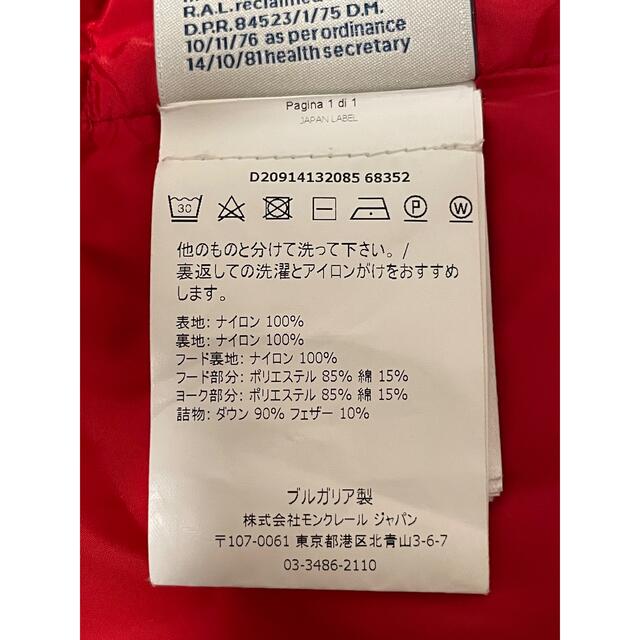 R.A.L. reclaimed
D.P.R. 84523/1/75 D.M.
10/11/76 as per ordinance
14/10/81 health secretary
Pagina 1 di 1
JAPAN LABEL
D20914132085 68352
30 P W
他のものと分けて洗って下さい。/
裏返しての洗濯とアイロンがけをおすすめ
します。
表地: ナイロン 100%
裏地: ナイロン 100%
フード裏地: ナイロン 100%
フード部分: ポリエステル 85% 綿 15%
ヨーク部分: ポリエステル 85% 綿 15%
詰物: ダウン 90% フェザー 10%
ブルガリア製
株式会社モンクレール ジャパン
〒107-0061 東京都港区北青山3-6-7
03-3486-2110